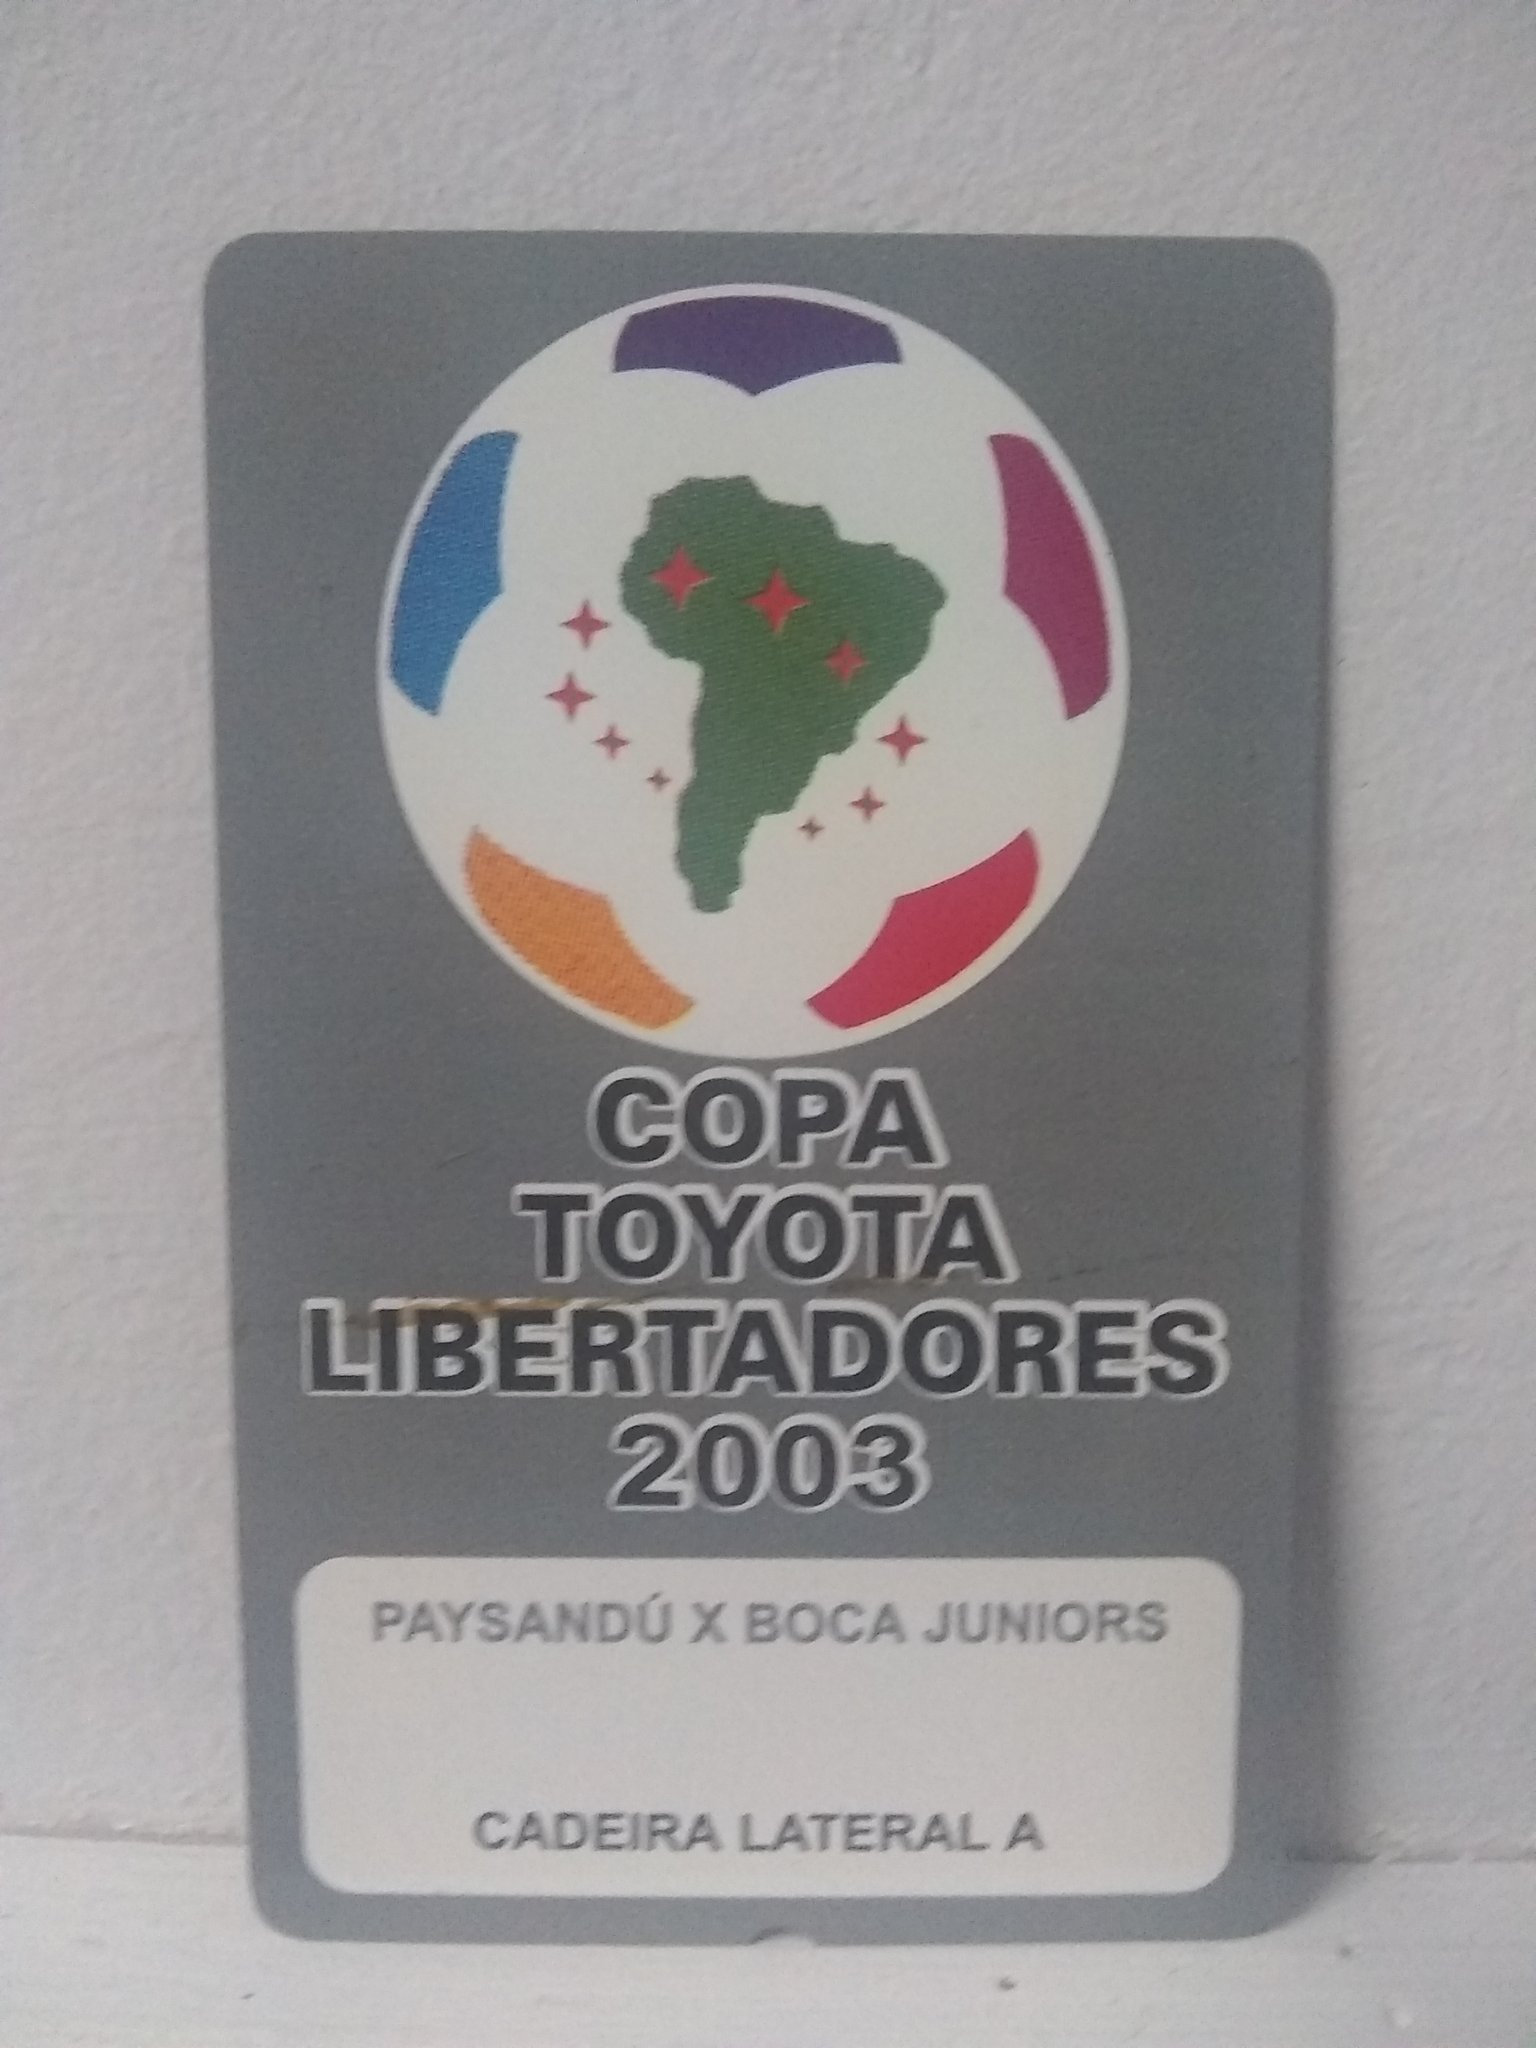 COPA
TOYOTA
LIBERTADORES
2003
PAYSANDÚ X BOCA JUNIORS
CADEIRA LATERAL A